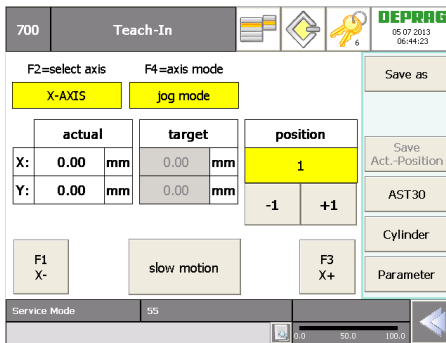 700
Teach-In
6
DEPRAG
05 07 2013
06:44:23
F2=select axis
F4=axis mode
X-AXIS
jog mode
Save as
actual
target
position
X:
0.00
mm
0.00
mm
1
Y:
0.00
mm
0.00
mm
-1
+1
Save
Act.-Position
AST30
Cylinder
F1
X-
slow motion
F3
X+
Parameter
Service Mode
55
0.0
50.0
100.0